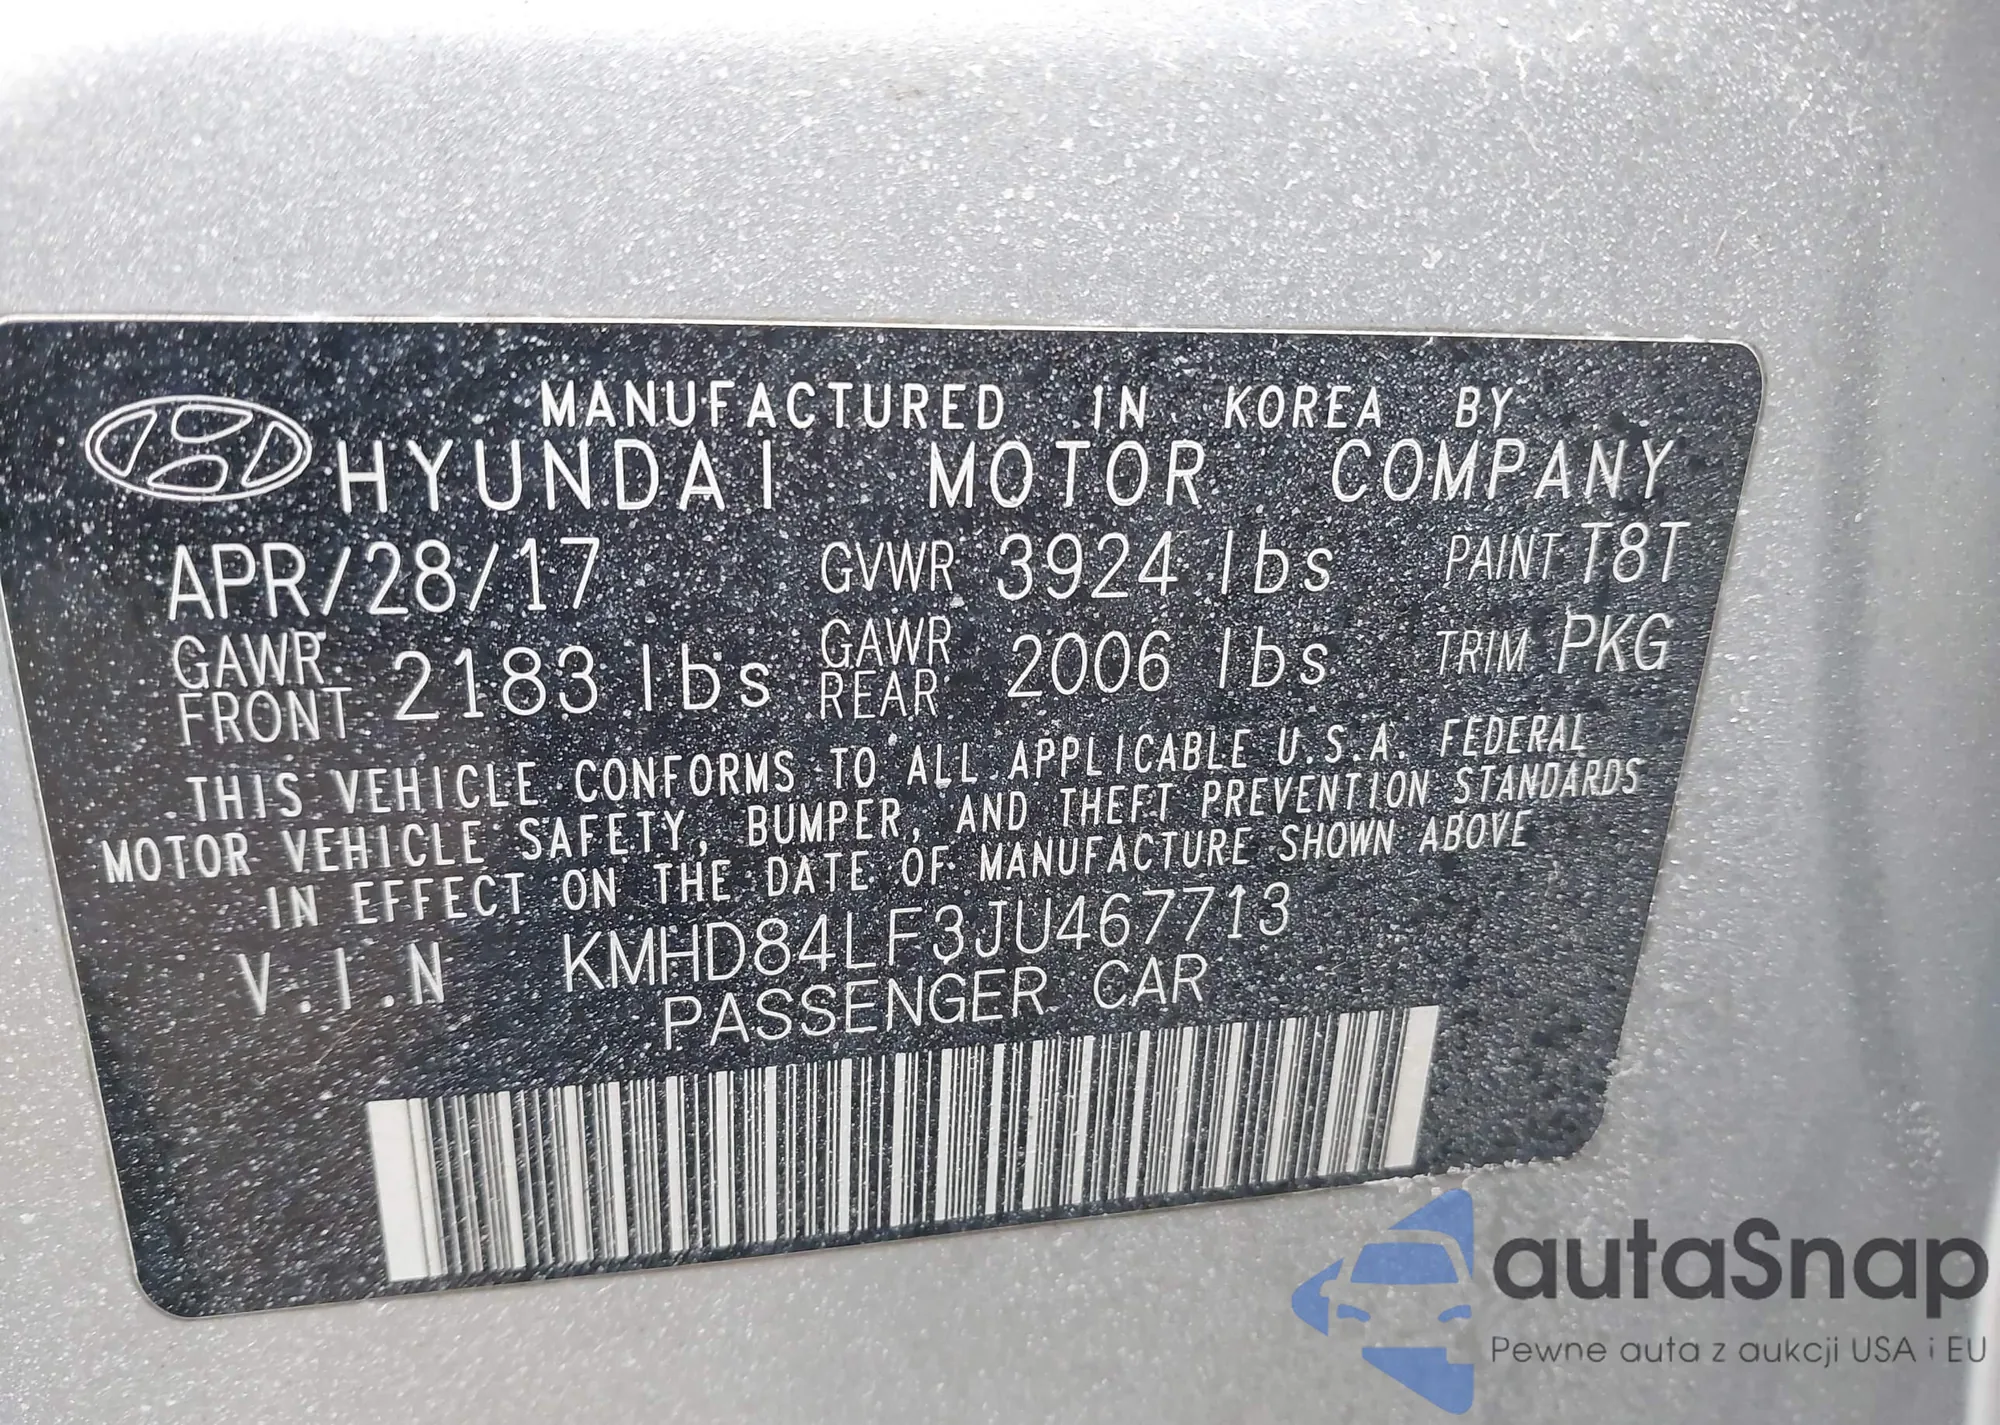 MANUFACTURED IN KOREA BY
HYUNDAI MOTOR COMPANY
APR/28/17 GVWR 3924 lbs PAINT T8T
GAWR FRONT 2183 lbs GAWR REAR 2006 lbs TRIM PKG
THIS VEHICLE CONFORMS TO ALL APPLICABLE U.S.A. FEDERAL
MOTOR VEHICLE SAFETY, BUMPER, AND THEFT PREVENTION STANDARDS
IN EFFECT ON THE DATE OF MANUFACTURE SHOWN ABOVE
V.I.N KMHD84LF3JU467713
PASSENGER CAR
autaSnap
Pewne auta z aukcji USA i EU